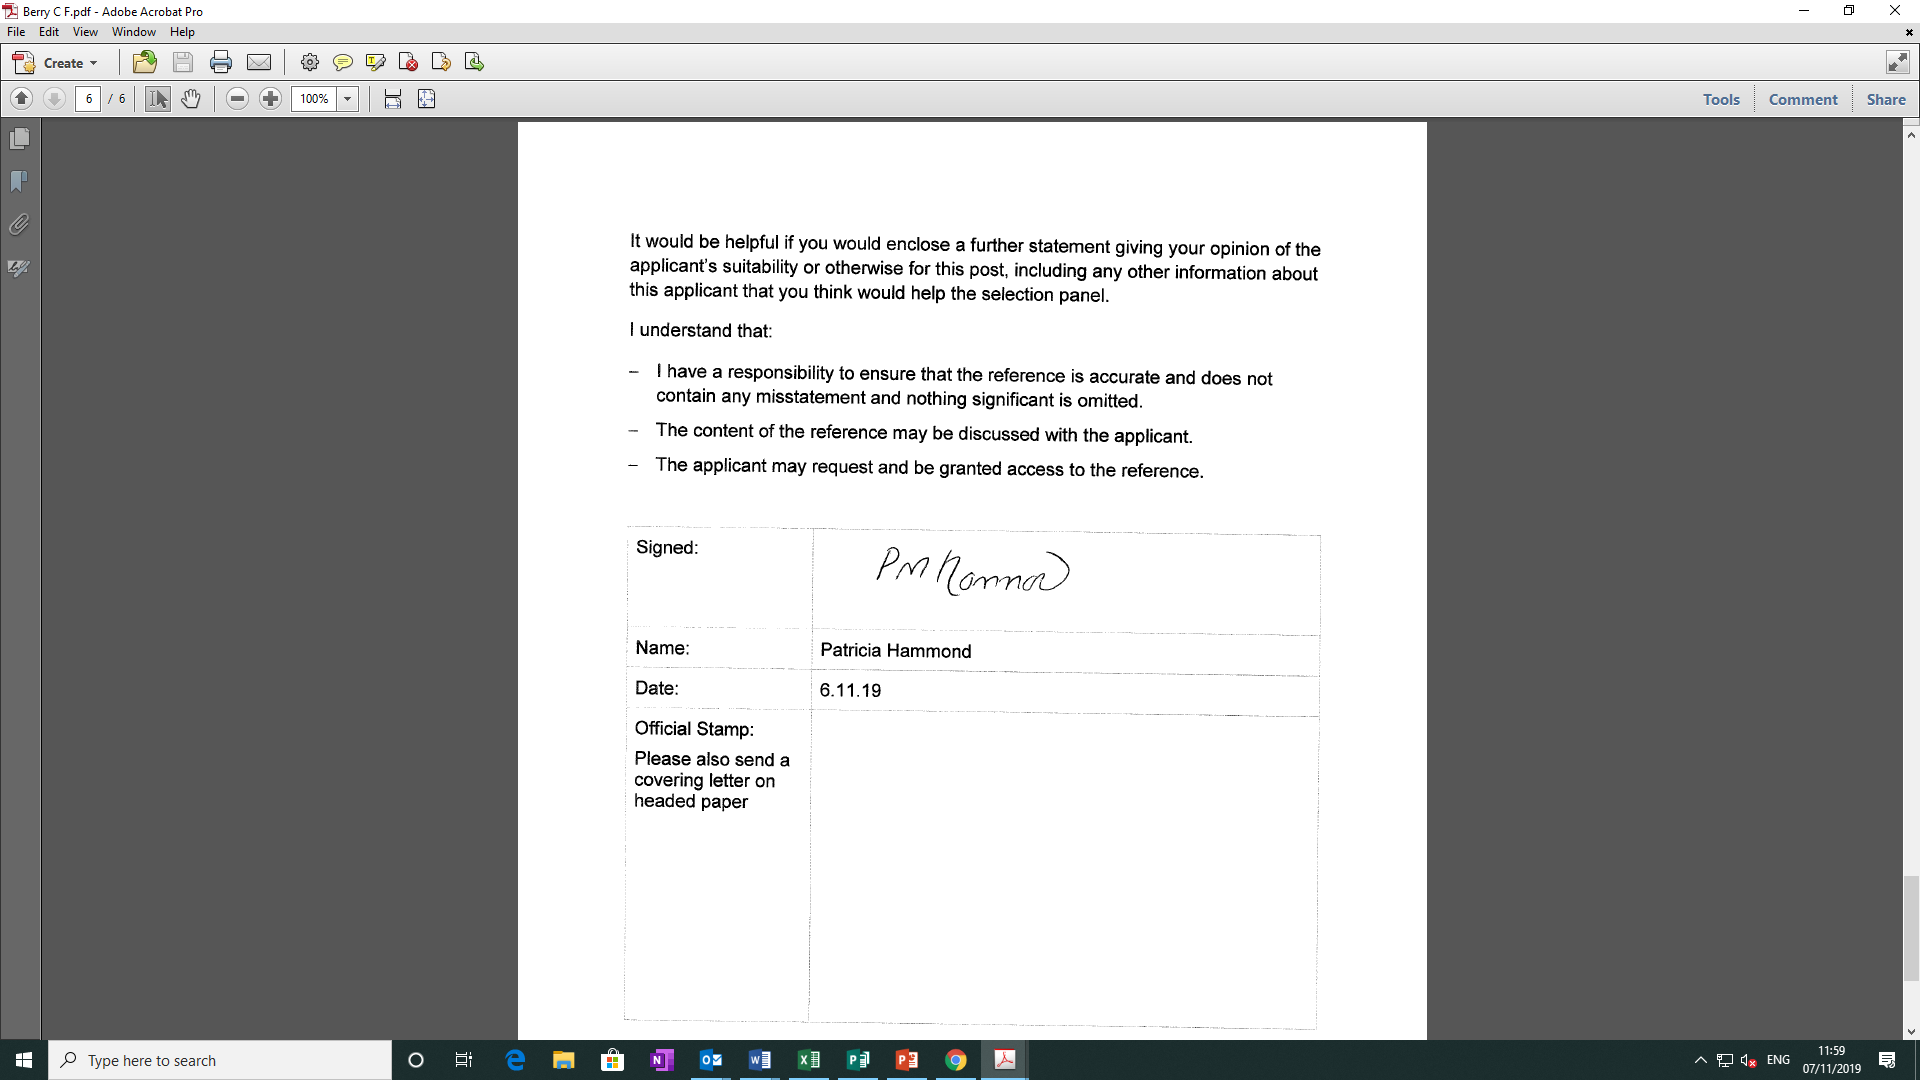 Berry C F.pdf - Adobe Acrobat Pro
File Edit View Window Help
Create
6 / 6 100% Tools Comment Share
It would be helpful if you would enclose a further statement giving your opinion of the
applicant's suitability or otherwise for this post, including any other information about
this applicant that you think would help the selection panel.
I understand that:
– I have a responsibility to ensure that the reference is accurate and does not
contain any misstatement and nothing significant is omitted.
– The content of the reference may be discussed with the applicant.
– The applicant may request and be granted access to the reference.
Signed: PM Hammond
Name: Patricia Hammond
Date: 6.11.19
Official Stamp:
Please also send a
covering letter on
headed paper
Type here to search
ENG
11:59
07/11/2019